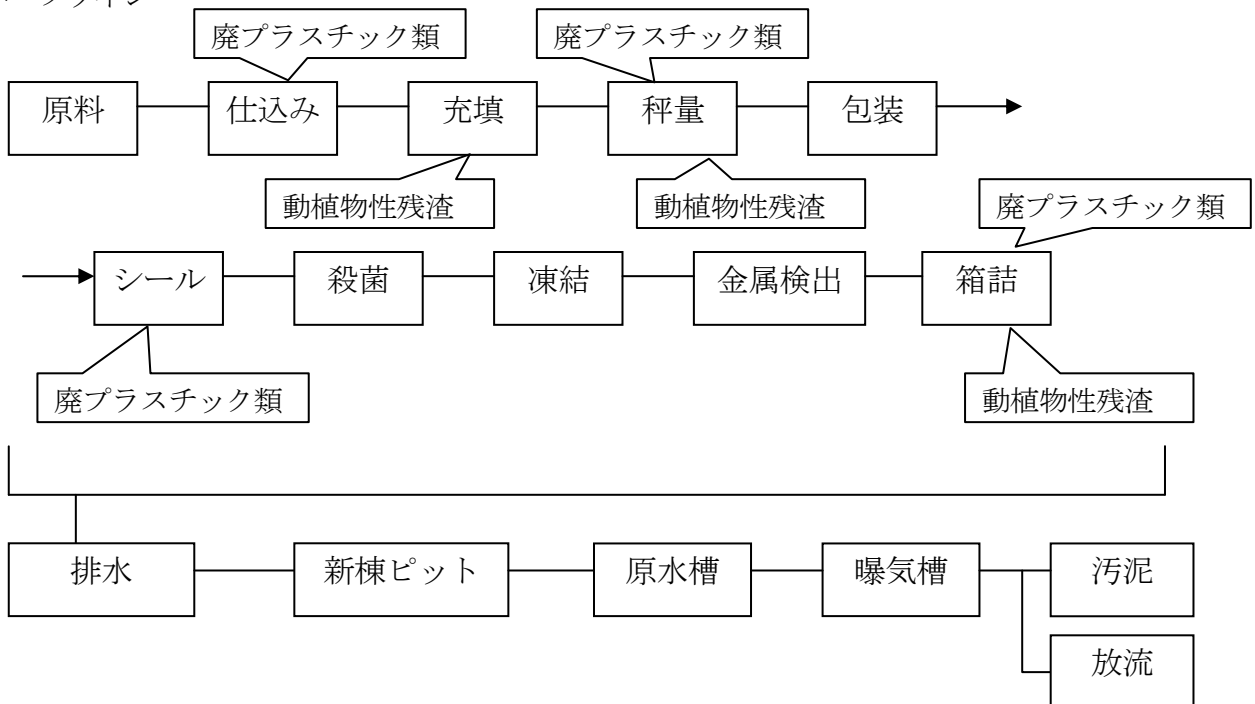 廃プラスチック類
廃プラスチック類
原料
仕込み
充填
秤量
包装
動植物性残渣
動植物性残渣
廃プラスチック類
シール
殺菌
凍結
金属検出
箱詰
廃プラスチック類
動植物性残渣
排水
新棟ピット
原水槽
曝気槽
汚泥
放流